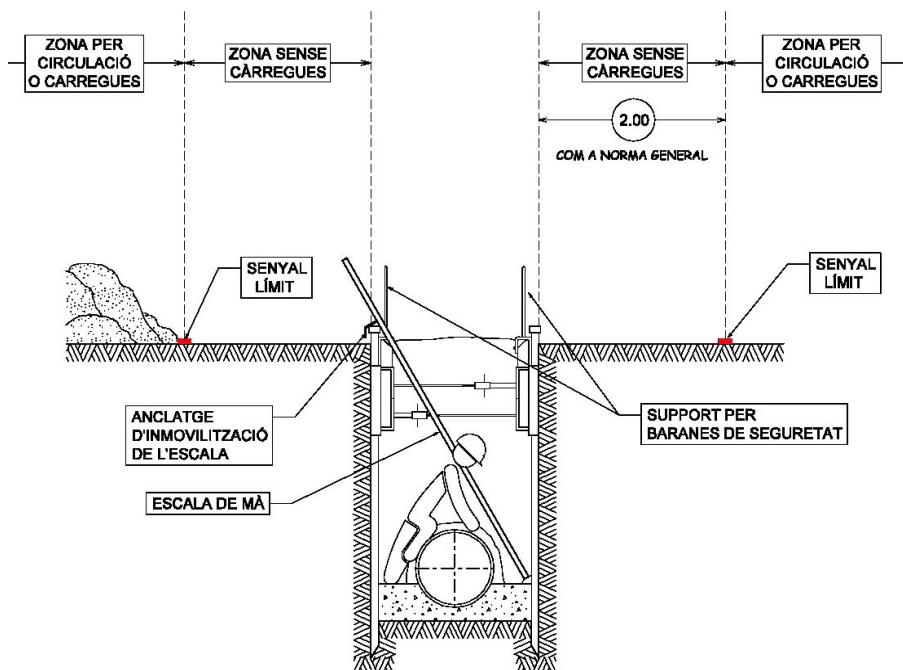 ZONA PER
CIRCULACIÓ
O CARREGUES
ZONA SENSE
CÀRREGUES
ZONA SENSE
CÀRREGUES
ZONA PER
CIRCULACIÓ
O CARREGUES
2.00
COM A NORMA GENERAL
SENYAL
LÍMIT
SENYAL
LÍMIT
ANCLATGE
D'INMOVILITZACIÓ
DE L'ESCALA
SUPPORT PER
BARANES DE SEGURETAT
ESCALA DE MÀ